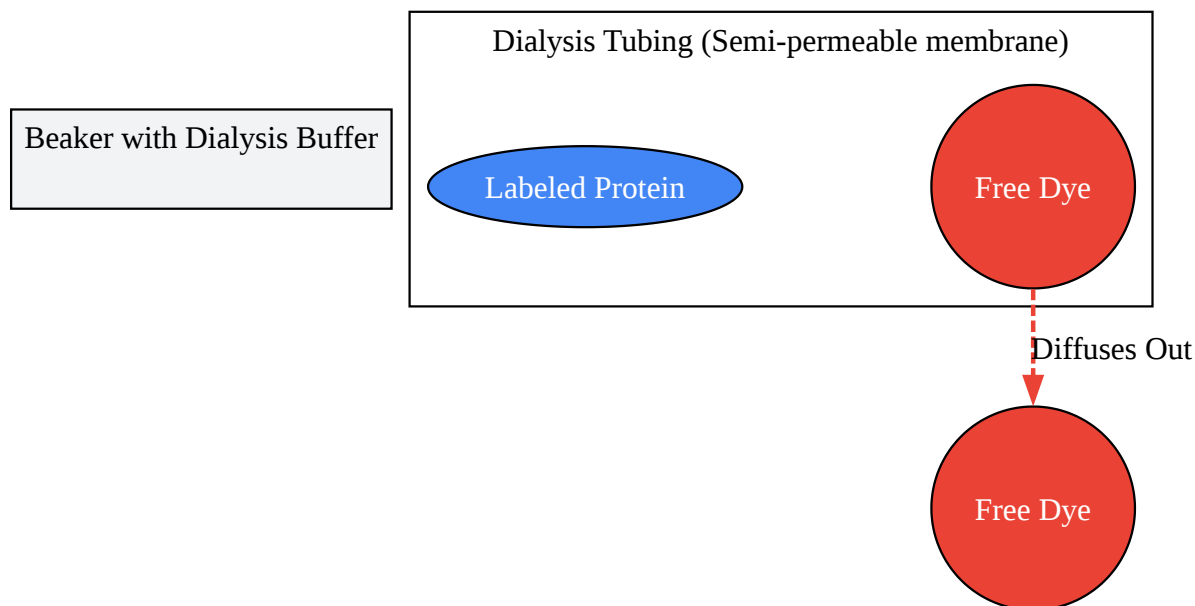 Dialysis Tubing (Semi-permeable membrane)
Beaker with Dialysis Buffer
Labeled Protein
Free Dye
Diffuses Out
Free Dye